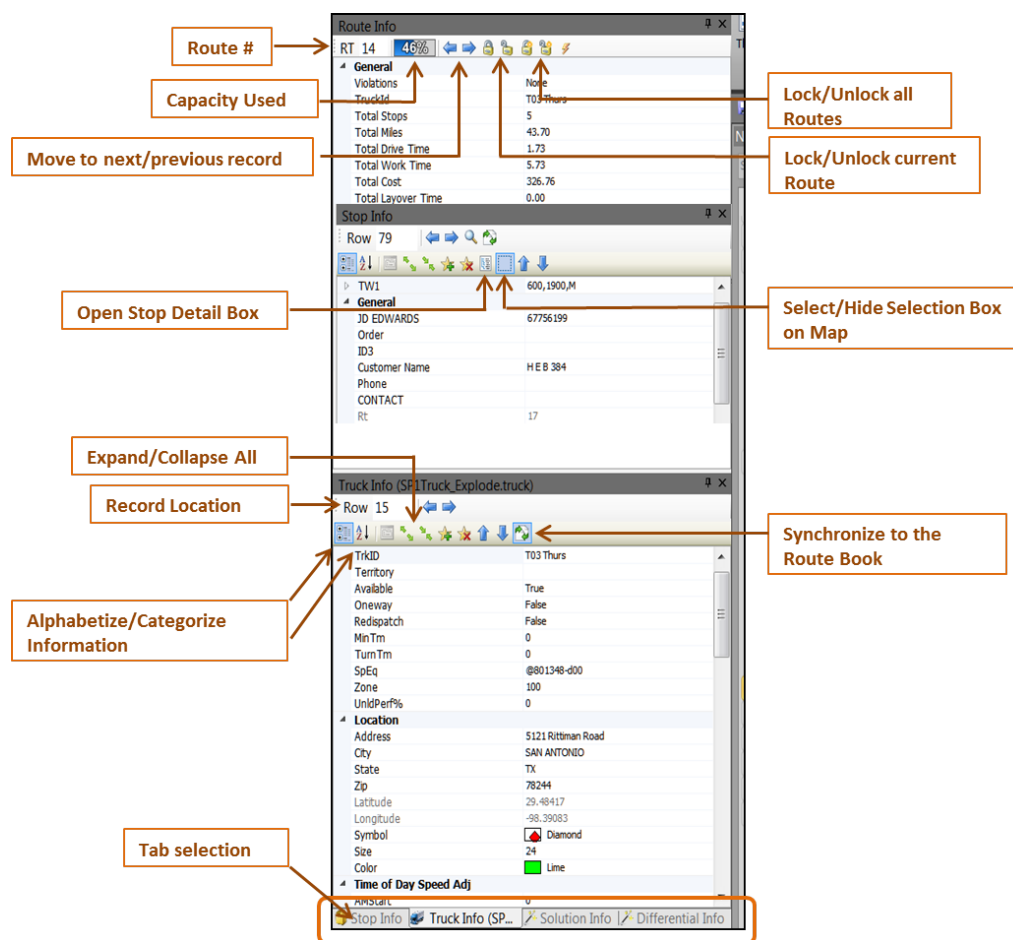 Route Info
RT 14 46%
General
Violations None
TruckId T03 Thurs
Total Stops 5
Total Miles 43.70
Total Drive Time 1.73
Total Work Time 5.73
Total Cost 326.76
Total Layover Time 0.00
Route #
Capacity Used
Move to next/previous record
Lock/Unlock all
Routes
Lock/Unlock current
Route
Stop Info
Row 79
TW1 600,1900,M
General
JD EDWARDS 67756199
Order
ID3
Customer Name H E B 384
Phone
CONTACT
Rt 17
Open Stop Detail Box
Select/Hide Selection Box
on Map
Expand/Collapse All
Record Location
Truck Info (SP1Truck_Explode.truck)
Row 15
TrkID T03 Thurs
Territory
Available True
Oneway False
Redispatch False
MinTm 0
TurnTm 0
SpEq @801348-d00
Zone 100
UnldPerf% 0
Location
Address 5121 Rittiman Road
City SAN ANTONIO
State TX
Zip 78244
Latitude 29.48417
Longitude -98.39083
Symbol Diamond
Size 24
Color Lime
Time of Day Speed Adj
AMStart 0
Synchronize to the
Route Book
Alphabetize/Categorize
Information
Tab selection
Stop Info Truck Info (SP... Solution Info Differential Info